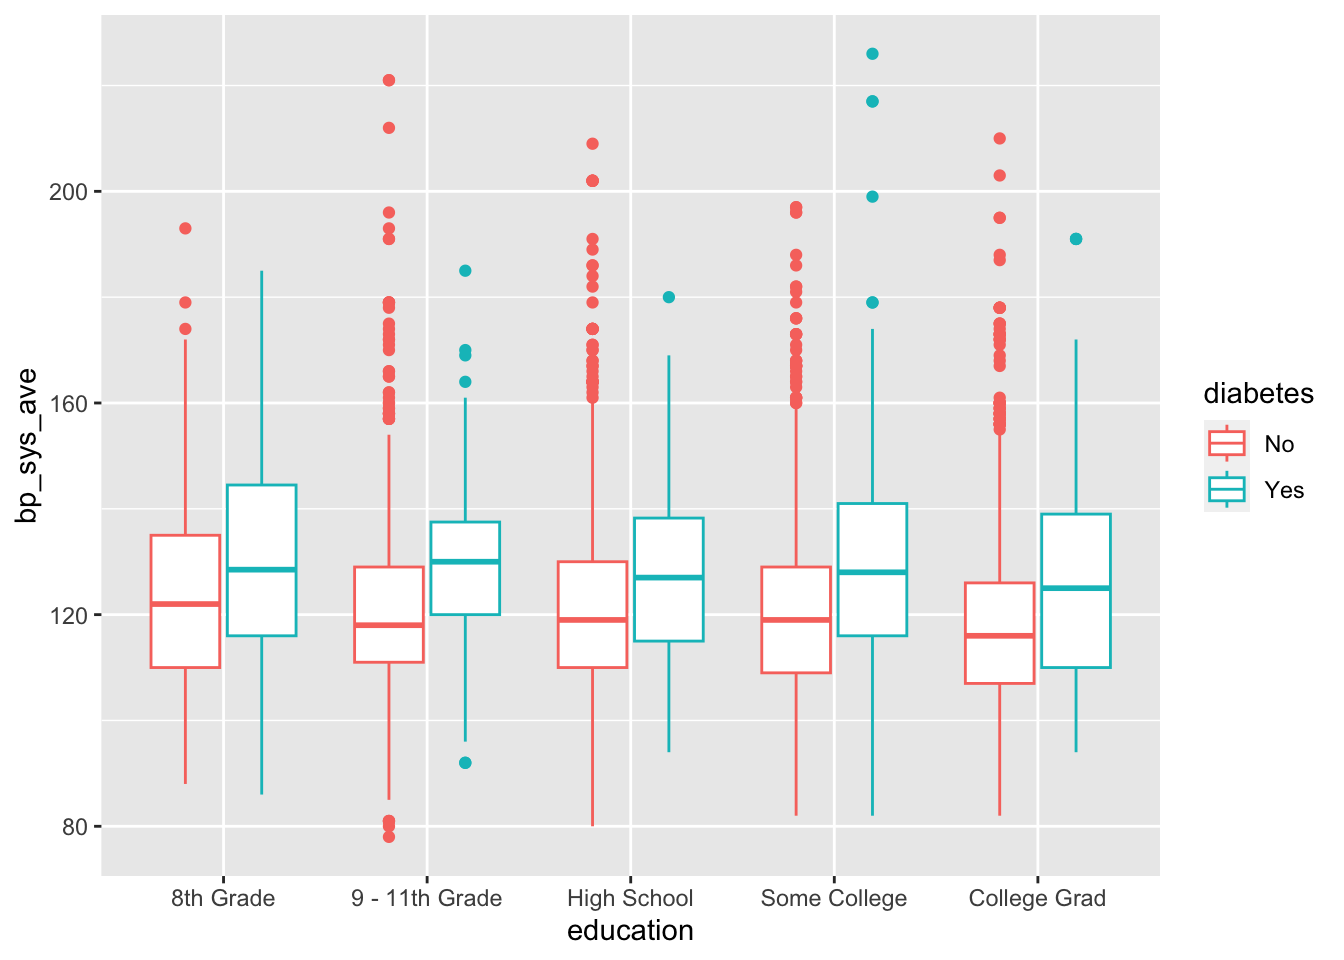 200
160
120
80
bp_sys_ave
8th Grade
9 - 11th Grade
High School
Some College
College Grad
education
diabetes
No
Yes